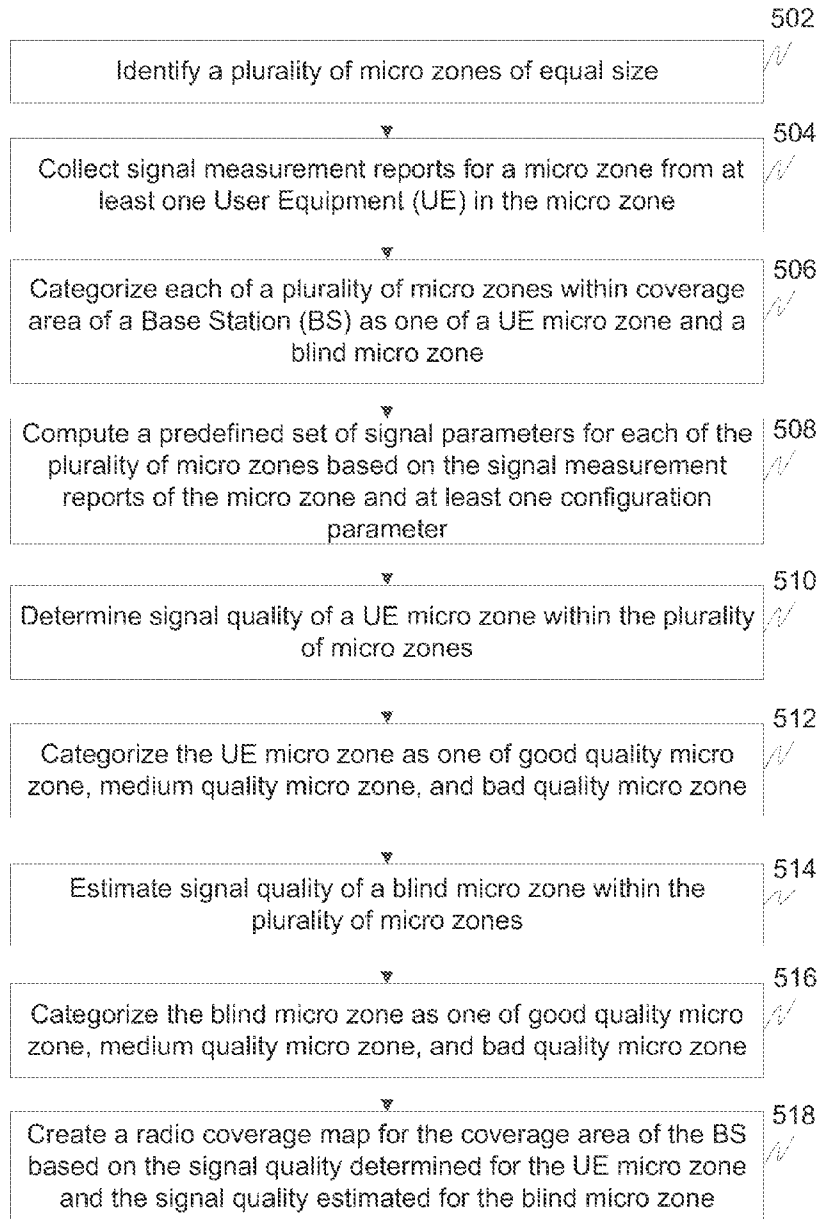 502
Identify a plurality of micro zones of equal size
504
Collect signal measurement reports for a micro zone from at
least one User Equipment (UE) in the micro zone
506
Categorize each of a plurality of micro zones within coverage
area of a Base Station (BS) as one of a UE micro zone and a
blind micro zone
508
Compute a predefined set of signal parameters for each of the
plurality of micro zones based on the signal measurement
reports of the micro zone and at least one configuration
parameter
510
Determine signal quality of a UE micro zone within the plurality
of micro zones
512
Categorize the UE micro zone as one of good quality micro
zone, medium quality micro zone, and bad quality micro zone
514
Estimate signal quality of a blind micro zone within the
plurality of micro zones
516
Categorize the blind micro zone as one of good quality micro
zone, medium quality micro zone, and bad quality micro zone
518
Create a radio coverage map for the coverage area of the BS
based on the signal quality determined for the UE micro zone
and the signal quality estimated for the blind micro zone